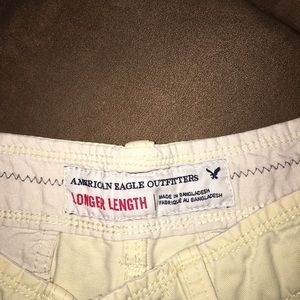 AMERICAN EAGLE OUTFITTERS
LONGER LENGTH
MADE IN BANGLADESH
FABRIQUÉ AU BANGLADESH